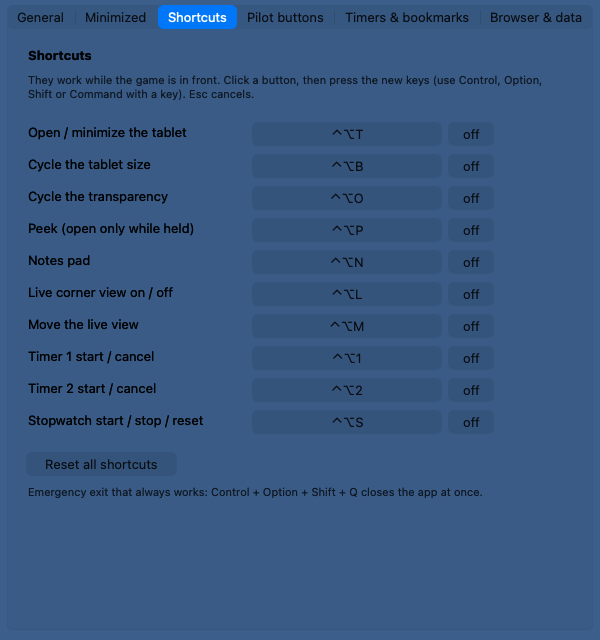 General Minimized Shortcuts Pilot buttons Timers & bookmarks Browser & data
Shortcuts
They work while the game is in front. Click a button, then press the new keys (use Control, Option,
Shift or Command with a key). Esc cancels.
Open / minimize the tablet ^⌥T off
Cycle the tablet size ^⌥B off
Cycle the transparency ^⌥O off
Peek (open only while held) ^⌥P off
Notes pad ^⌥N off
Live corner view on / off ^⌥L off
Move the live view ^⌥M off
Timer 1 start / cancel ^⌥1 off
Timer 2 start / cancel ^⌥2 off
Stopwatch start / stop / reset ^⌥S off
Reset all shortcuts
Emergency exit that always works: Control + Option + Shift + Q closes the app at once.